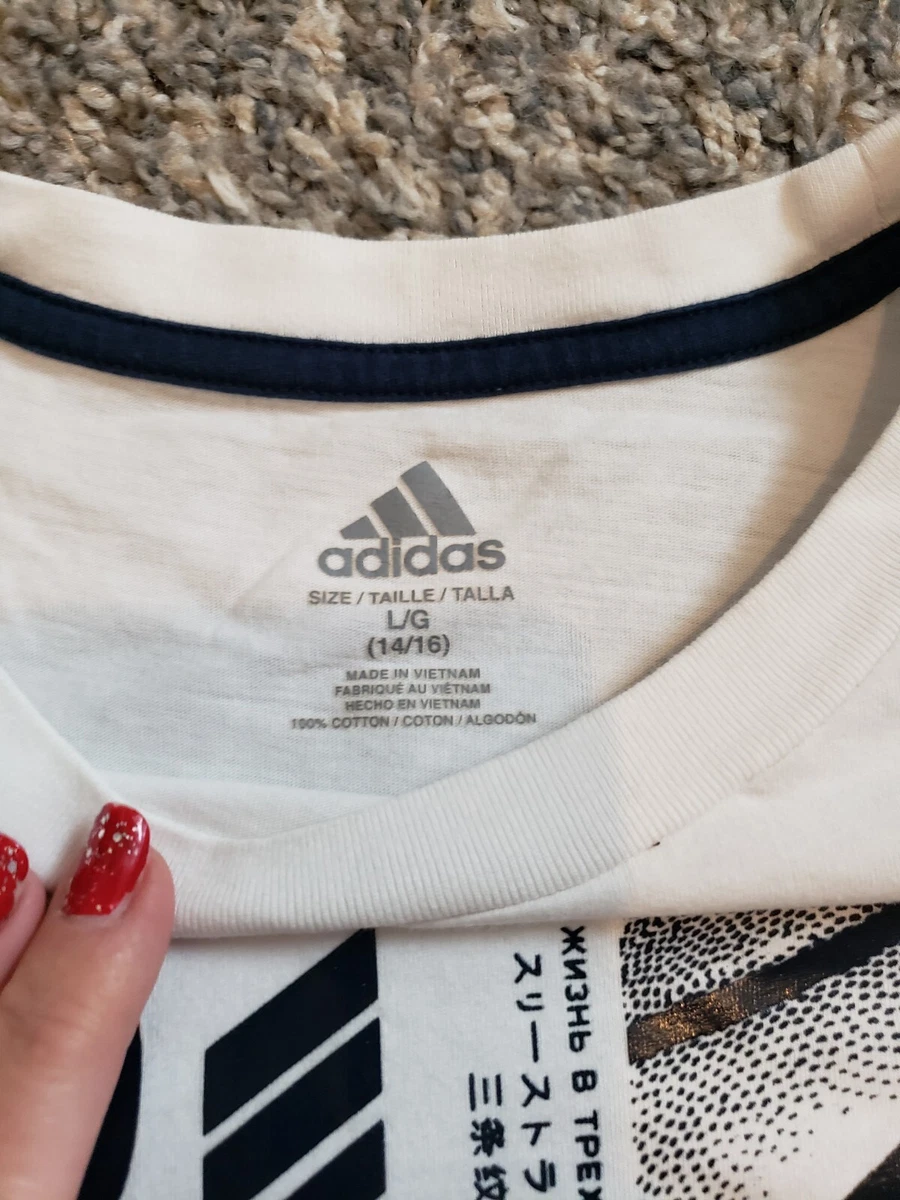 adidas
SIZE / TAILLE / TALLA
L/G
(14/16)
MADE IN VIETNAM
FABRIQUÉ AU VIÉTNAM
HECHO EN VIETNAM
100% COTTON / COTON / ALGODÓN
ЖИЗНЬ В ТРЕХ
スリーストラ
三条纹